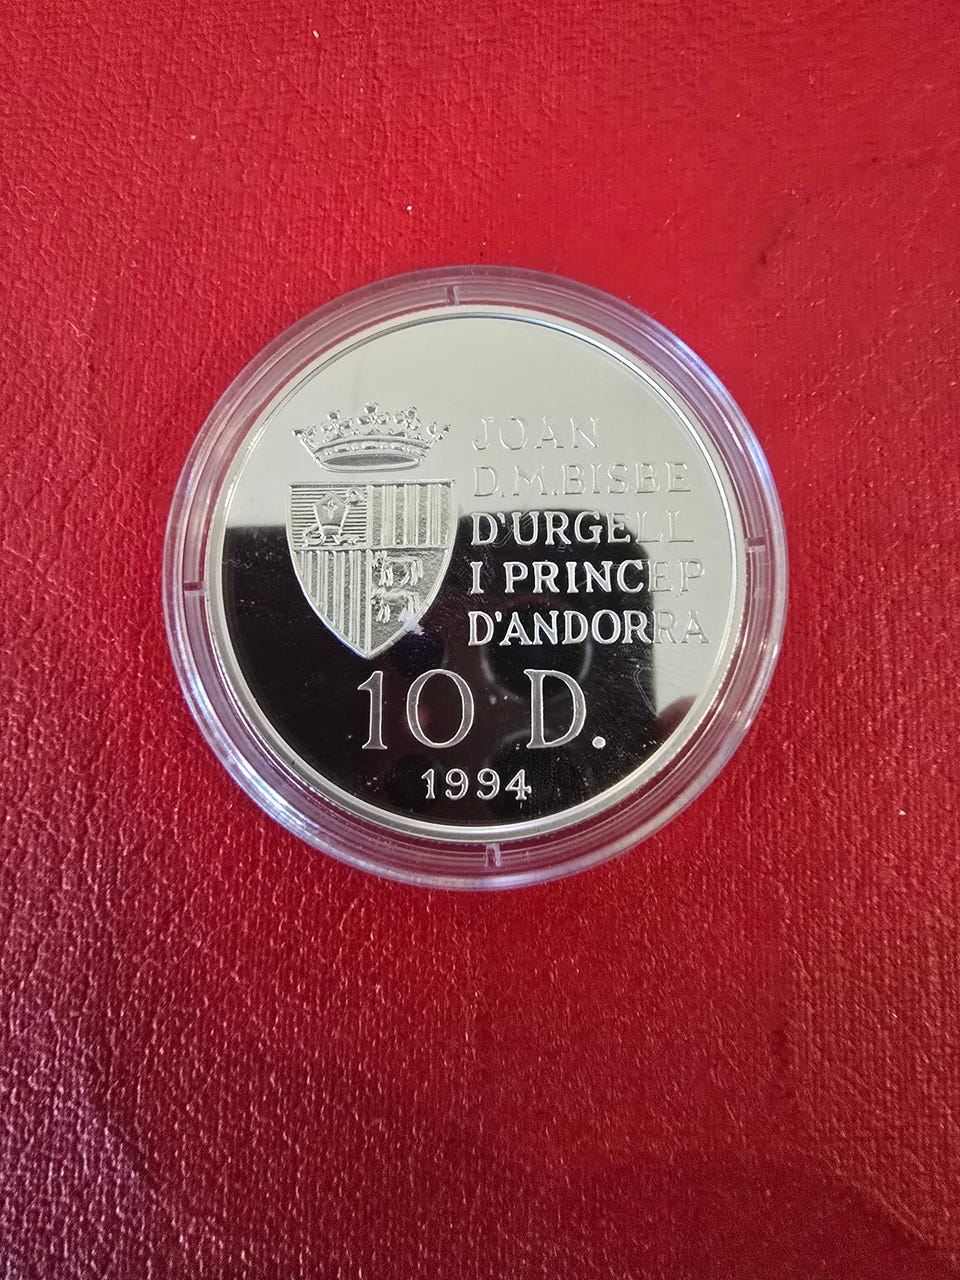 JOAN
D.M.BISBE
D'URGELL
I PRINCEP
D'ANDORRA
10 D.
1994